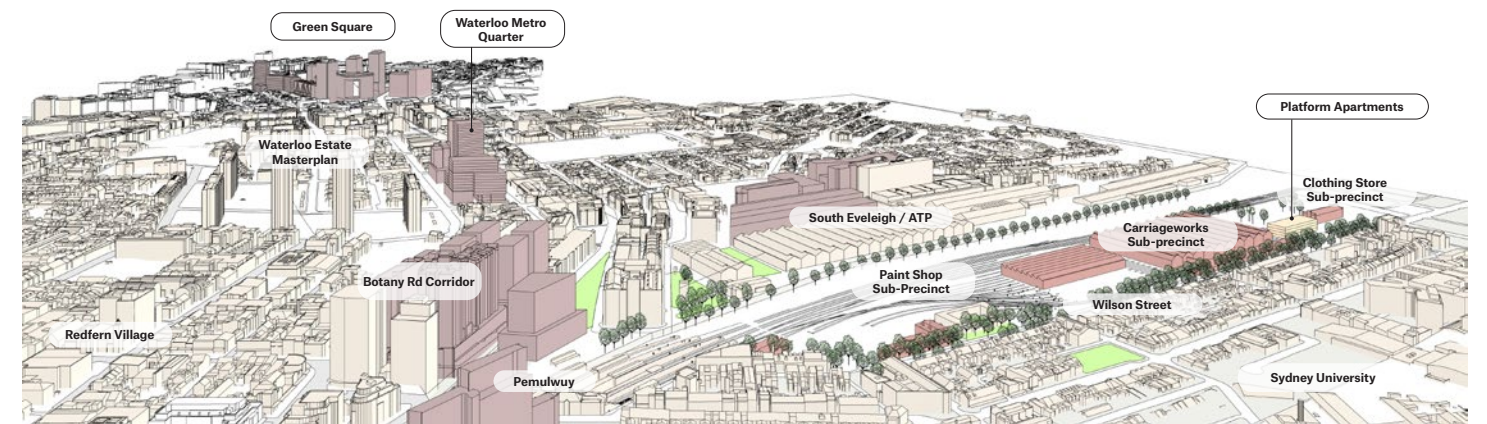 Green Square
Waterloo Metro
Quarter
Platform Apartments
Waterloo Estate
Masterplan
Clothing Store
Sub-precinct
South Eveleigh / ATP
Carriageworks
Sub-precinct
Botany Rd Corridor
Paint Shop
Sub-Precinct
Wilson Street
Redfern Village
Pemulwuy
Sydney University